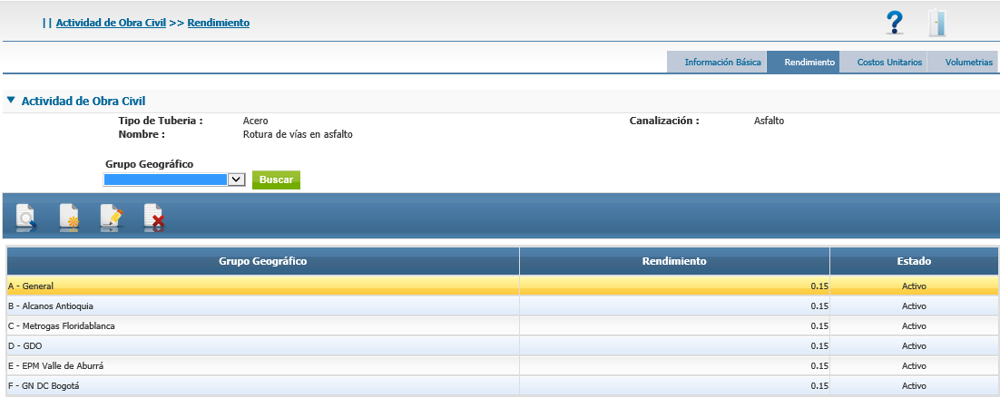 || Actividad de Obra Civil >> Rendimiento
Información Básica Rendimiento Costos Unitarios Volumetrias
Actividad de Obra Civil
Tipo de Tuberia : Acero Canalización : Asfalto
Nombre : Rotura de vías en asfalto
Grupo Geográfico
Buscar
Grupo Geográfico Rendimiento Estado
A - General 0.15 Activo
B - Alcanos Antioquia 0.15 Activo
C - Metrogas Floridablanca 0.15 Activo
D - GDO 0.15 Activo
E - EPM Valle de Aburrá 0.15 Activo
F - GN DC Bogotá 0.15 Activo